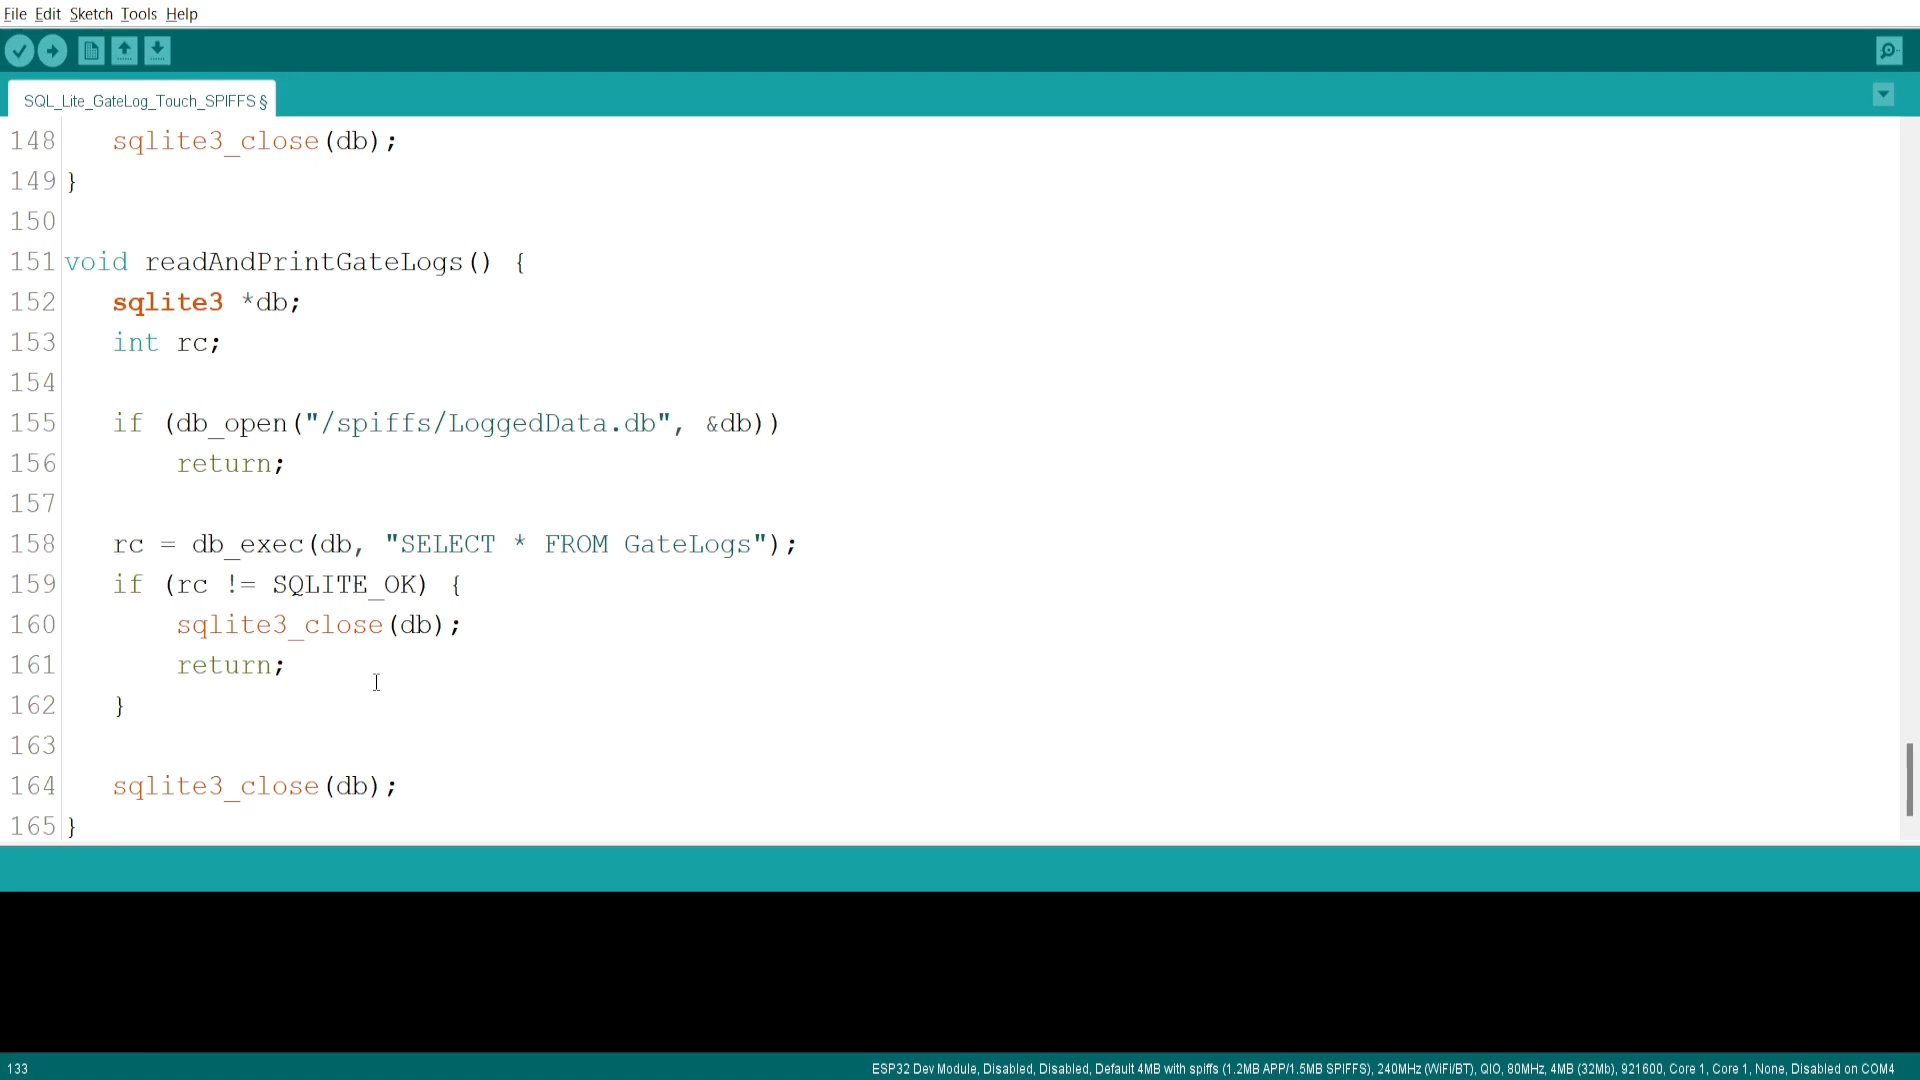 File Edit Sketch Tools Help
SQL_Lite_GateLog_Touch_SPIFFS §
148 sqlite3_close(db);
149 }
150
151 void readAndPrintGateLogs() {
152 sqlite3 *db;
153 int rc;
154
155 if (db_open("/spiffs/LoggedData.db", &db))
156 return;
157
158 rc = db_exec(db, "SELECT * FROM GateLogs");
159 if (rc != SQLITE_OK) {
160 sqlite3_close(db);
161 return;
162 }
163
164 sqlite3_close(db);
165 }
133 ESP32 Dev Module, Disabled, Disabled, Default 4MB with spiffs (1.2MB APP/1.5MB SPIFFS), 240MHz (WiFi/BT), QIO, 80MHz, 4MB (32Mb), 921600, Core 1, Core 1, None, Disabled on COM4